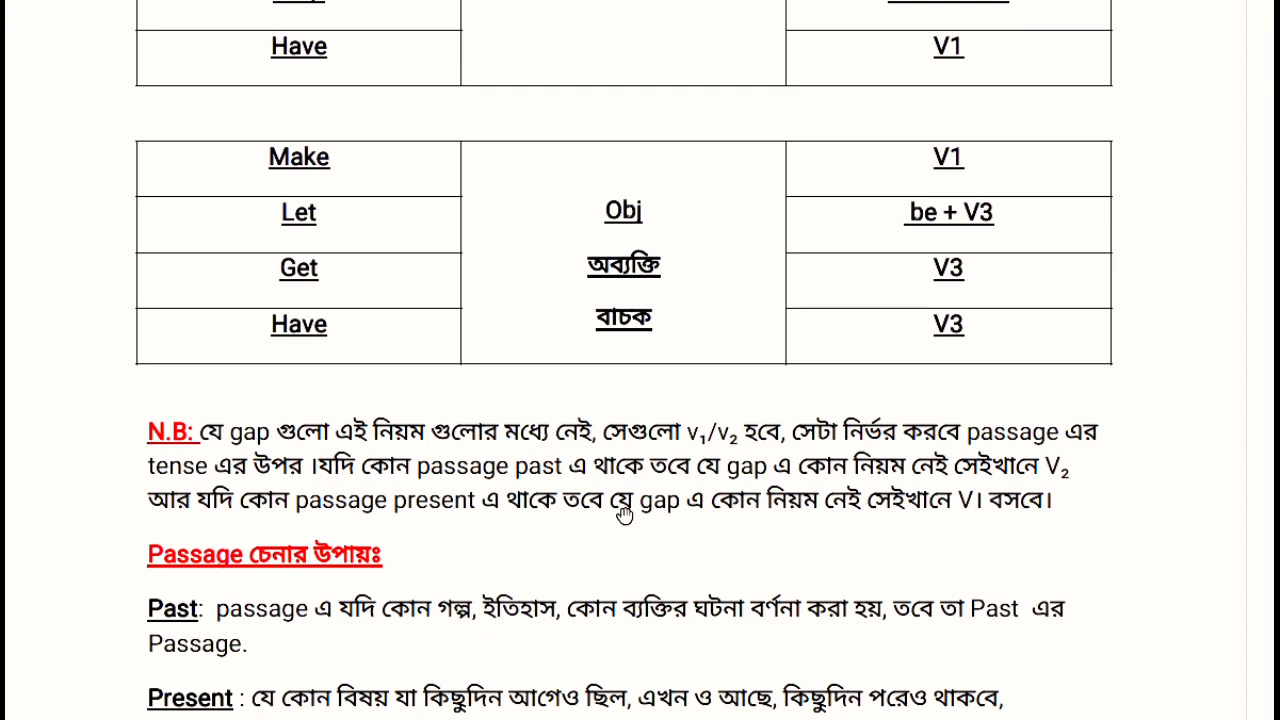 Have V1
Make V1
Let Obj be + V3
Get অব্যক্তি V3
Have বাচক V3
N.B: যে gap গুলো এই নিয়ম গুলোর মধ্যে নেই, সেগুলো v₁/v₂ হবে, সেটা নির্ভর করবে passage এর
tense এর উপর ।যদি কোন passage past এ থাকে তবে যে gap এ কোন নিয়ম নেই সেইখানে V₂
আর যদি কোন passage present এ থাকে তবে যে gap এ কোন নিয়ম নেই সেইখানে V। বসবে।
Passage চেনার উপায়ঃ
Past: passage এ যদি কোন গল্প, ইতিহাস, কোন ব্যক্তির ঘটনা বর্ণনা করা হয়, তবে তা Past এর
Passage.
Present : যে কোন বিষয় যা কিছুদিন আগেও ছিল, এখন ও আছে, কিছুদিন পরেও থাকবে,